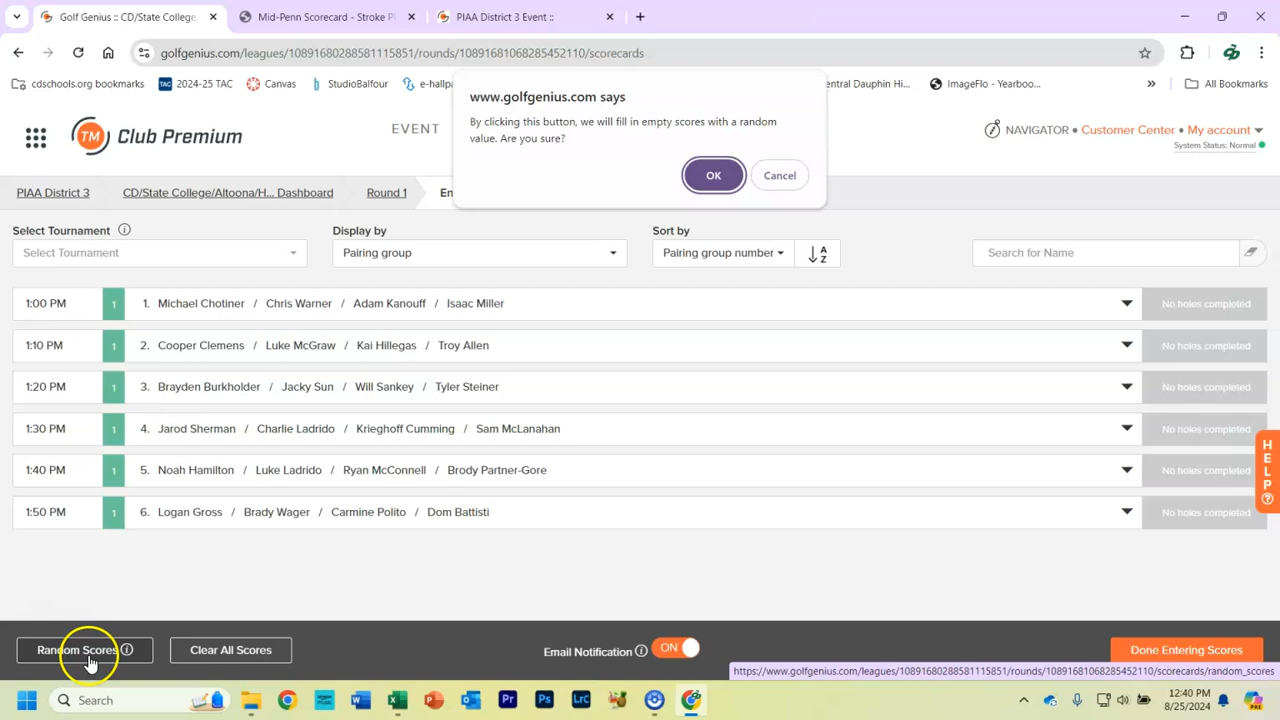 Golf Genius :: CD/State College,
Mid-Penn Scorecard - Stroke P
PIAA District 3 Event ::
golfgenius.com/leagues/10891680288581115851/rounds/10891681068285452110/scorecards
cdschools.org bookmarks
TAC
2024-25 TAC
Canvas
StudioBalfour
e-hallpa
entral Dauphin Hi...
ImageFlo - Yearboo...
»
All Bookmarks
www.golfgenius.com says
By clicking this button, we will fill in empty scores with a random
value. Are you sure?
OK
Cancel
TM
Club Premium
EVENT
NAVIGATOR
Customer Center
My account
System Status: Normal
PIAA District 3
CD/State College/Altoona/H... Dashboard
Round 1
En
Select Tournament
Display by
Sort by
Select Tournament
Pairing group
Pairing group number
A
Z
Search for Name
1:00 PM 1 1. Michael Chotiner / Chris Warner / Adam Kanouff / Isaac Miller No holes completed
1:10 PM 1 2. Cooper Clemens / Luke McGraw / Kai Hillegas / Troy Allen No holes completed
1:20 PM 1 3. Brayden Burkholder / Jacky Sun / Will Sankey / Tyler Steiner No holes completed
1:30 PM 1 4. Jarod Sherman / Charlie Ladrido / Krieghoff Cumming / Sam McLanahan No holes completed
1:40 PM 1 5. Noah Hamilton / Luke Ladrido / Ryan McConnell / Brody Partner-Gore No holes completed
1:50 PM 1 6. Logan Gross / Brady Wager / Carmine Polito / Dom Battisti No holes completed
HELP
Random Scores
Clear All Scores
Email Notification
ON
Done Entering Scores
https://www.golfgenius.com/leagues/10891680288581115851/rounds/10891681068285452110/scorecards/random_scores
Search
Pr
Ps
LrC
12:40 PM
8/25/2024